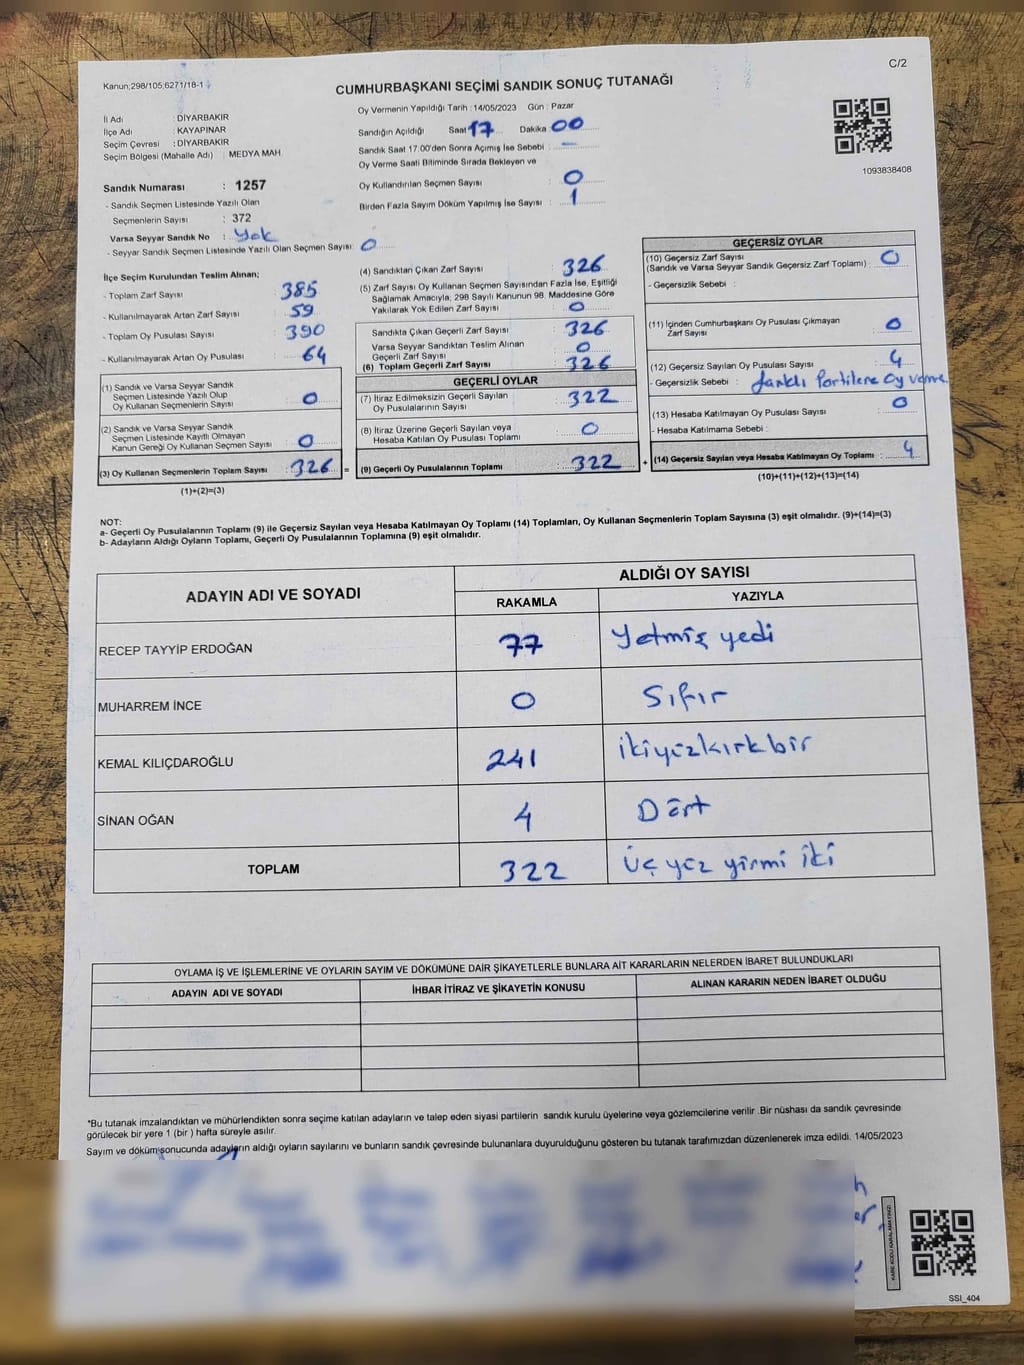 C/2
Kanun;298/105;6271/18-1
CUMHURBAŞKANI SEÇİMİ SANDIK SONUÇ TUTANAĞI
İl Adı : DİYARBAKIR
İlçe Adı : KAYAPINAR
Seçim Çevresi : DİYARBAKIR
Seçim Bölgesi (Mahalle Adı) : MEDYA MAH
Oy Vermenin Yapıldığı Tarih : 14/05/2023 Gün : Pazar
Sandığın Açıldığı Saat 17 Dakika 00
Sandık Saat 17:00'den Sonra Açımış İse Sebebi : -
Oy Verme Saati Bitiminde Sırada Bekleyen ve
Oy Kullandırılan Seçmen Sayısı : 0
Birden Fazla Sayım Döküm Yapılmış İse Sayısı : 1
1093838408
Sandık Numarası : 1257
- Sandık Seçmen Listesinde Yazılı Olan
Seçmenlerin Sayısı : 372
Varsa Seyyar Sandık No : Yok
- Seyyar Sandık Seçmen Listesinde Yazılı Olan Seçmen Sayısı: 0
İlçe Seçim Kurulundan Teslim Alınan;
- Toplam Zarf Sayısı : 385
- Kullanılmayarak Artan Zarf Sayısı : 59
- Toplam Oy Pusulası Sayısı : 390
- Kullanılmayarak Artan Oy Pusulası : 64
(1) Sandık ve Varsa Seyyar Sandık
Seçmen Listesinde Yazılı Olup
Oy Kullanan Seçmenlerin Sayısı : 0
(2) Sandık ve Varsa Seyyar Sandık
Seçmen Listesinde Kayıtlı Olmayan
Kanun Gereği Oy Kullanan Seçmen Sayısı : 0
(3) Oy Kullanan Seçmenlerin Toplam Sayısı : 326 =
(1)+(2)=(3)
(4) Sandıktan Çıkan Zarf Sayısı : 326
(5) Zarf Sayısı Oy Kullanan Seçmen Sayısından Fazla İse, Eşitliği
Sağlamak Amacıyla; 298 Sayılı Kanunun 98. Maddesine Göre
Yakılarak Yok Edilen Zarf Sayısı : 0
Sandıkta Çıkan Geçerli Zarf Sayısı : 326
Varsa Seyyar Sandıktan Teslim Alınan
Geçerli Zarf Sayısı : 0
(6) Toplam Geçerli Zarf Sayısı : 326
GEÇERLİ OYLAR
(7) İtiraz Edilmeksizin Geçerli Sayılan
Oy Pusulalarının Sayısı : 322
(8) İtiraz Üzerine Geçerli Sayılan veya
Hesaba Katılan Oy Pusulası Toplamı : 0
(9) Geçerli Oy Pusulalarının Toplamı : 322 +
GEÇERSİZ OYLAR
(10) Geçersiz Zarf Sayısı
(Sandık ve Varsa Seyyar Sandık Geçersiz Zarf Toplamı) : 0
- Geçersizlik Sebebi :
(11) İçinden Cumhurbaşkanı Oy Pusulası Çıkmayan
Zarf Sayısı : 0
(12) Geçersiz Sayılan Oy Pusulası Sayısı : 4
- Geçersizlik Sebebi : farklı Partilere oy verme
(13) Hesaba Katılmayan Oy Pusulası Sayısı : 0
- Hesaba Katılmama Sebebi :
(14) Geçersiz Sayılan veya Hesaba Katılmayan Oy Toplamı : 4
(10)+(11)+(12)+(13)=(14)
NOT:
a- Geçerli Oy Pusulalarının Toplamı (9) ile Geçersiz Sayılan veya Hesaba Katılmayan Oy Toplamı (14) Toplamları, Oy Kullanan Seçmenlerin Toplam Sayısına (3) eşit olmalıdır. (9)+(14)=(3)
b- Adayların Aldığı Oyların Toplamı, Geçerli Oy Pusulalarının Toplamına (9) eşit olmalıdır.
ADAYIN ADI VE SOYADI ALDIĞI OY SAYISI
RAKAMLA YAZIYLA
RECEP TAYYİP ERDOĞAN 77 Yetmiş yedi
MUHARREM İNCE 0 Sıfır
KEMAL KILIÇDAROĞLU 241 ikiyüzkırkbir
SİNAN OĞAN 4 Dört
TOPLAM 322 Üç yüz yirmi iki
OYLAMA İŞ VE İŞLEMLERİNE VE OYLARIN SAYIM VE DÖKÜMÜNE DAİR ŞİKAYETLERLE BUNLARA AİT KARARLARIN NELERDEN İBARET BULUNDUKLARI
ADAYIN ADI VE SOYADI İHBAR İTİRAZ VE ŞİKAYETİN KONUSU ALINAN KARARIN NEDEN İBARET OLDUĞU
*Bu tutanak imzalandıktan ve mühürlendikten sonra seçime katılan adayların ve talep eden siyasi partilerin sandık kurulu üyelerine veya gözlemcilerine verilir .Bir nüshası da sandık çevresinde
görülecek bir yere 1 (bir ) hafta süreyle asılır.
Sayım ve döküm sonucunda adayların aldığı oyların sayılarını ve bunların sandık çevresinde bulunanlara duyurulduğunu gösteren bu tutanak tarafımızdan düzenlenerek imza edildi. 14/05/2023
KARE KODU KARALAMAYINIZ!
SSI_404